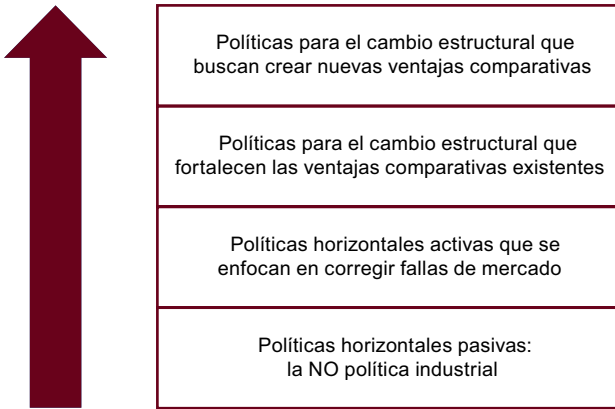 Políticas para el cambio estructural que
buscan crear nuevas ventajas comparativas
Políticas para el cambio estructural que
fortalecen las ventajas comparativas existentes
Políticas horizontales activas que se
enfocan en corregir fallas de mercado
Políticas horizontales pasivas:
la NO política industrial